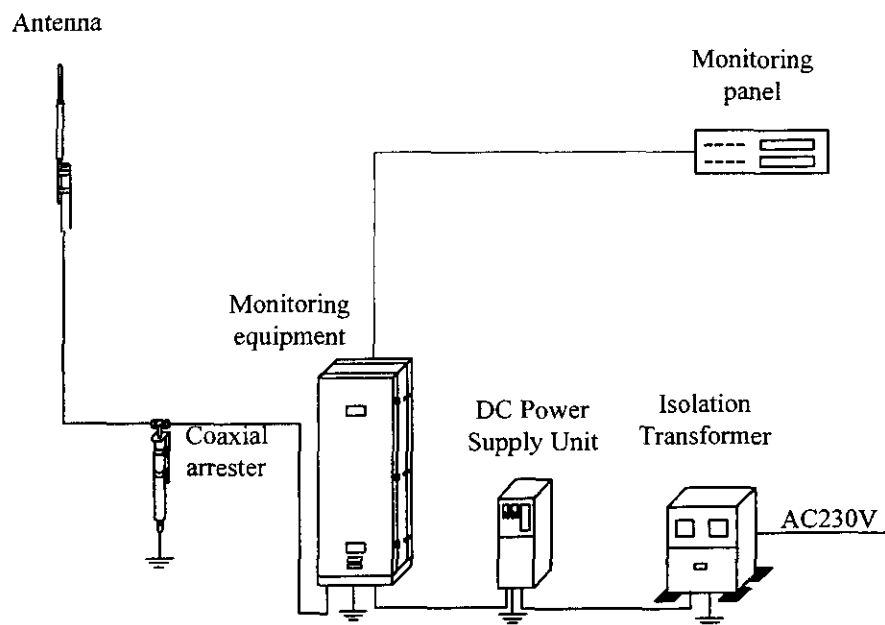 Antenna
Monitoring
panel
Monitoring
equipment
DC Power
Supply Unit
Isolation
Transformer
Coaxial
arrester
AC230V